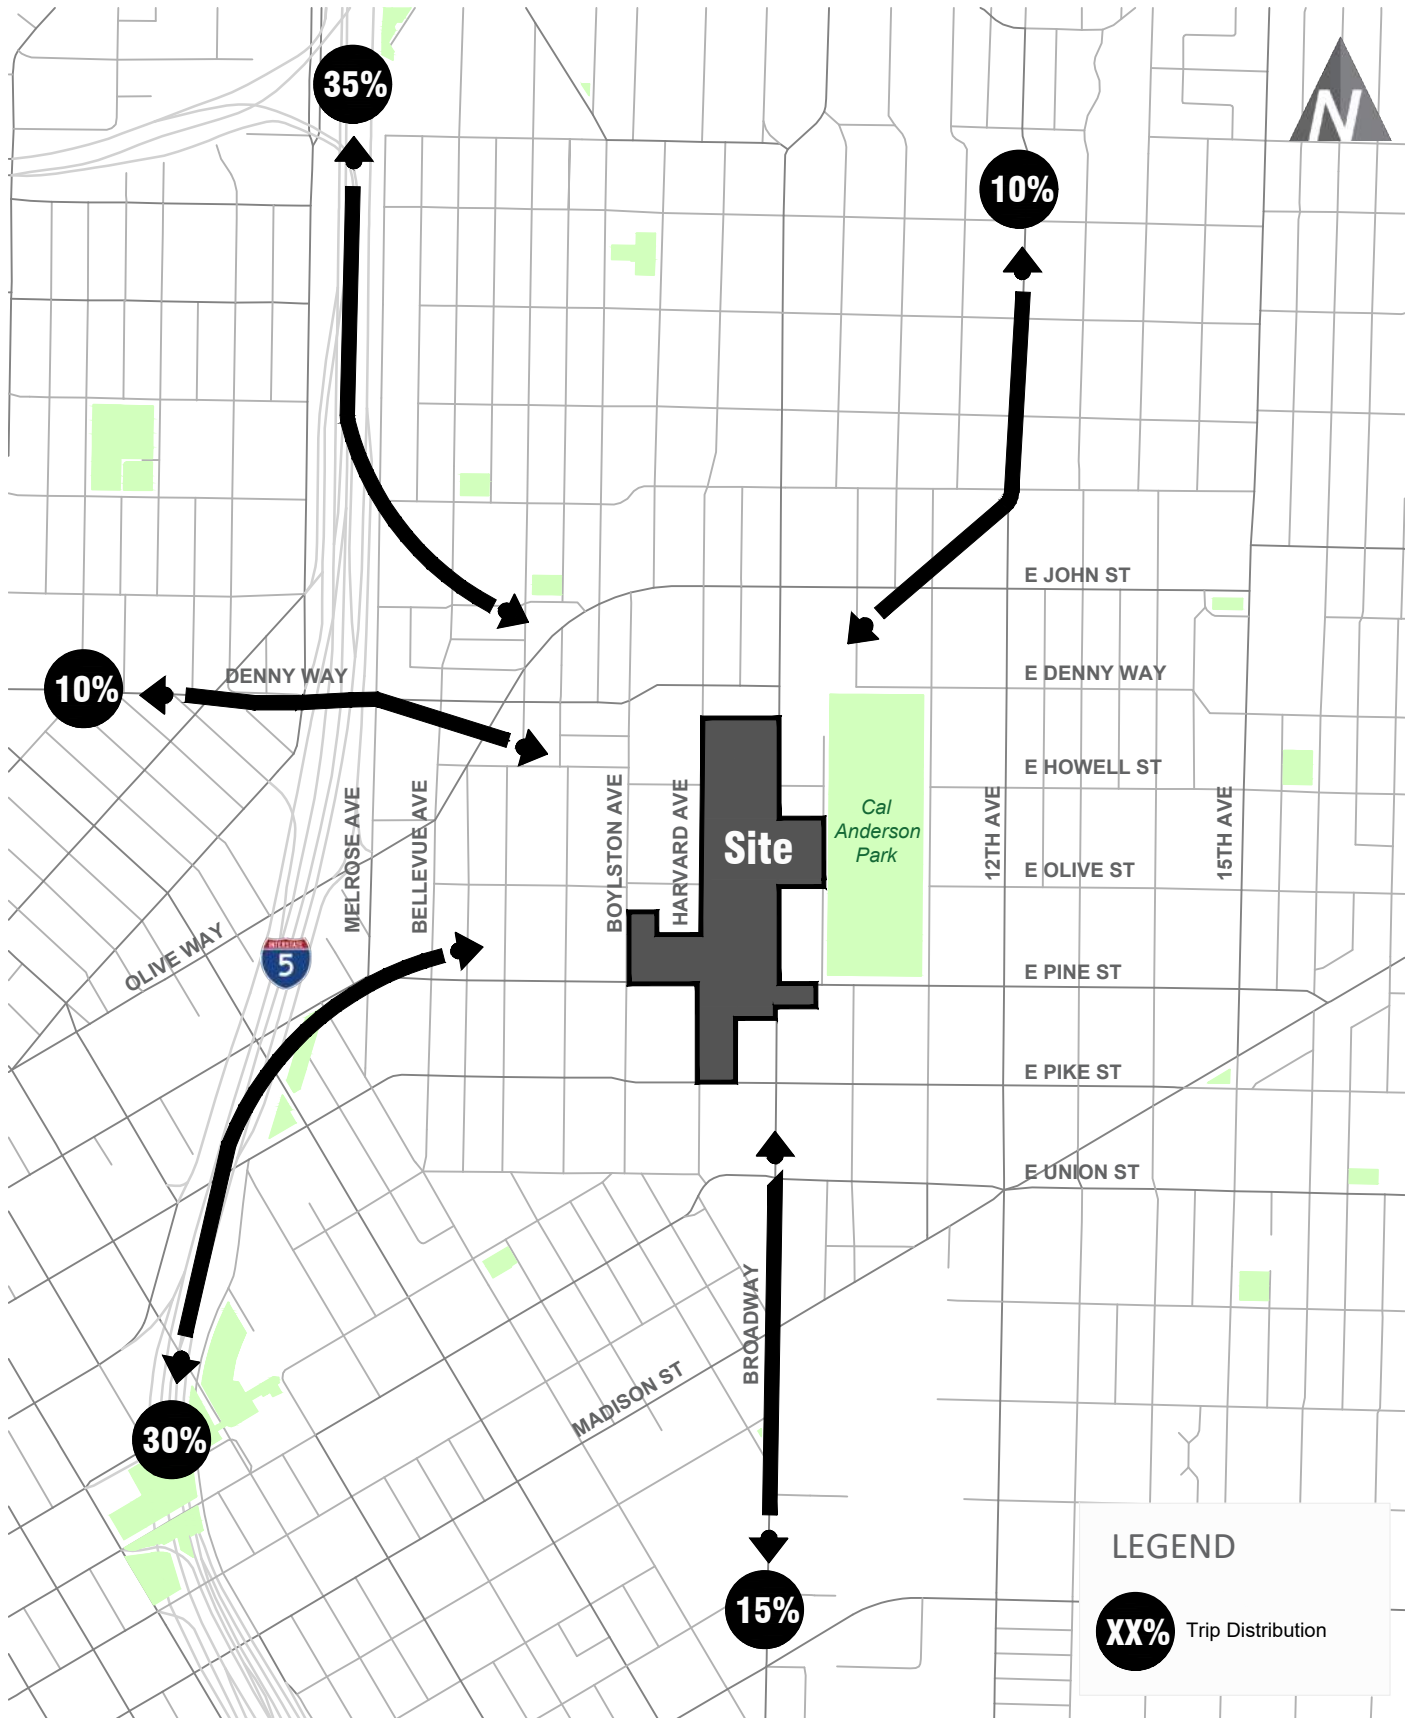 35%
N
10%
E JOHN ST
DENNY WAY
10%
E DENNY WAY
E HOWELL ST
MELROSE AVE
BELLEVUE AVE
BOYLSTON AVE
HARVARD AVE
Site
Cal
Anderson
Park
12TH AVE
15TH AVE
E OLIVE ST
OLIVE WAY
INTERSTATE
5
E PINE ST
E PIKE ST
E UNION ST
BROADWAY
MADISON ST
30%
15%
LEGEND
XX%
Trip Distribution